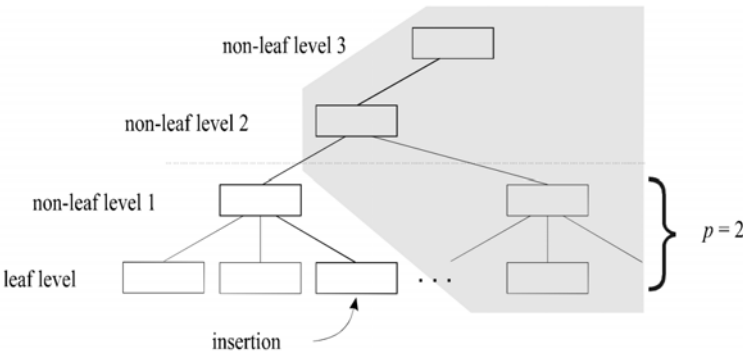 non-leaf level 3
non-leaf level 2
non-leaf level 1
p = 2
leaf level
. . .
insertion